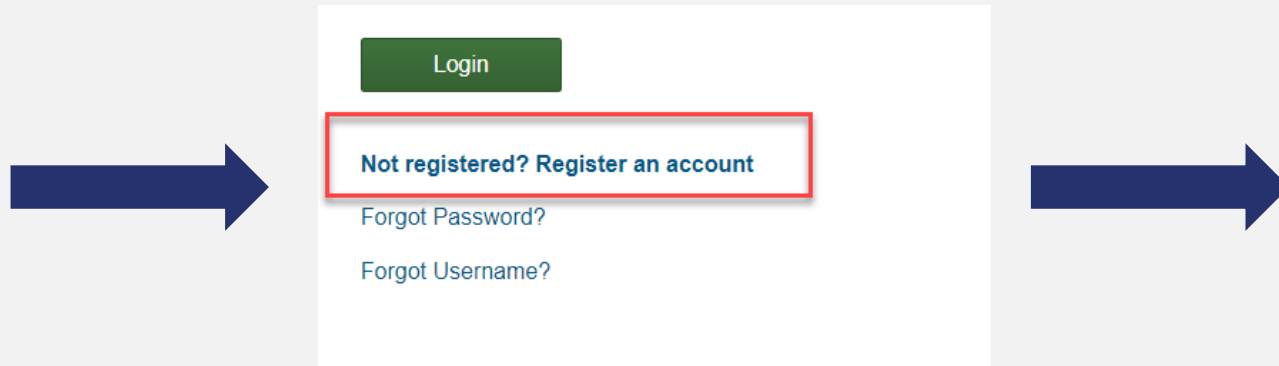 Login
Not registered? Register an account
Forgot Password?
Forgot Username?